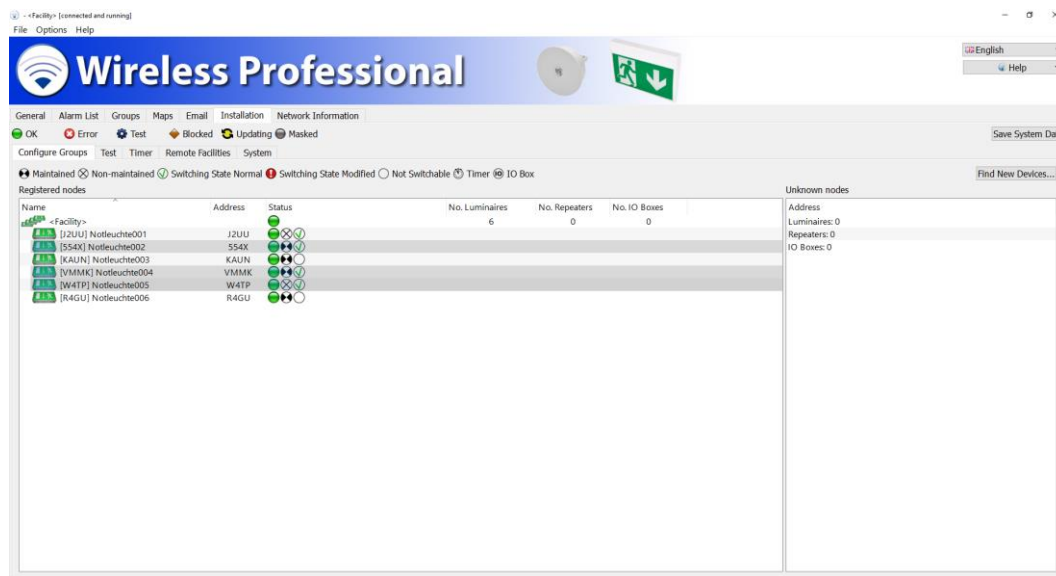 - <Facility> [connected and running]
File Options Help
Wireless Professional
English
Help
General Alarm List Groups Maps Email Installation Network Information
OK Error Test Blocked Updating Masked
Save System Da
Configure Groups Test Timer Remote Facilities System
Maintained Non-maintained Switching State Normal Switching State Modified Not Switchable Timer IO Box
Find New Devices...
Registered nodes
Name Address Status No. Luminaires No. Repeaters No. IO Boxes
<Facility> 6 0 0
[J2UU] Notleuchte001 J2UU
[554X] Notleuchte002 554X
[KAUN] Notleuchte003 KAUN
[VMMK] Notleuchte004 VMMK
[W4TP] Notleuchte005 W4TP
[R4GU] Notleuchte006 R4GU
Unknown nodes
Address
Luminaires: 0
Repeaters: 0
IO Boxes: 0